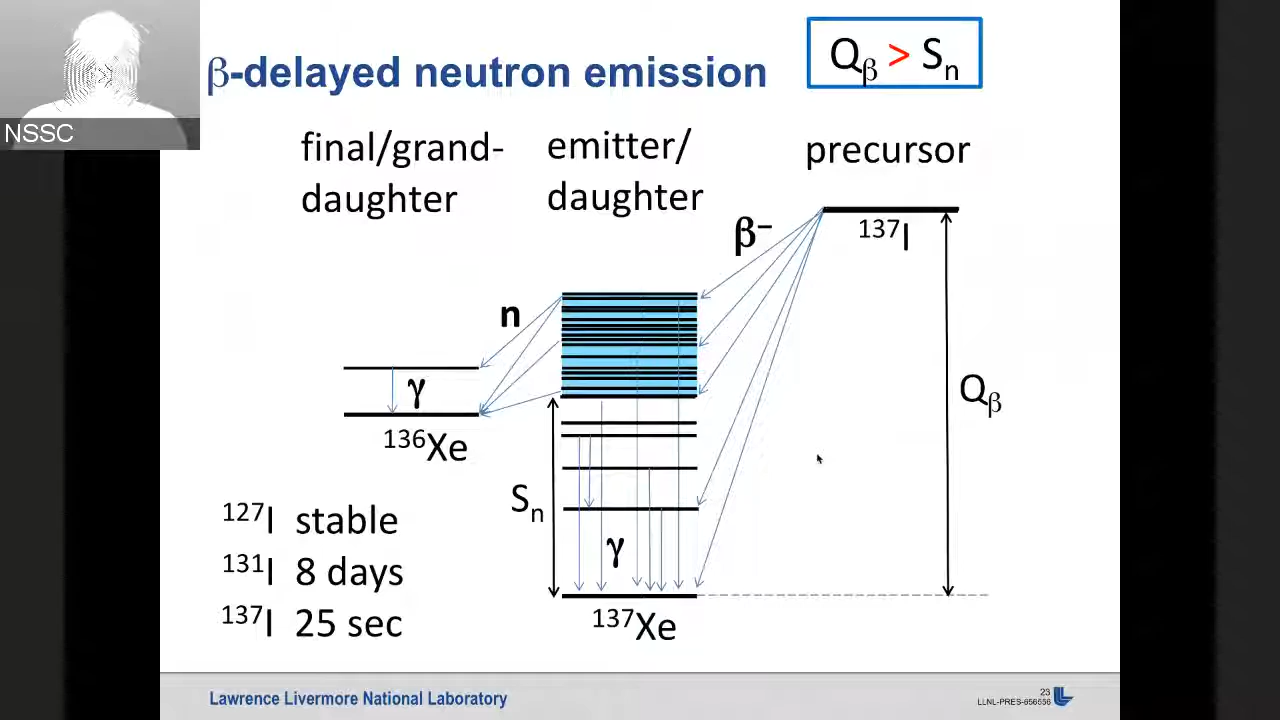 NSSC
β-delayed neutron emission
Qβ > Sn
final/grand-
daughter
emitter/
daughter
precursor
β−
137I
n
γ
136Xe
Qβ
Sn
γ
127I stable
131I 8 days
137I 25 sec
137Xe
Lawrence Livermore National Laboratory
23
LLNL-PRES-656556